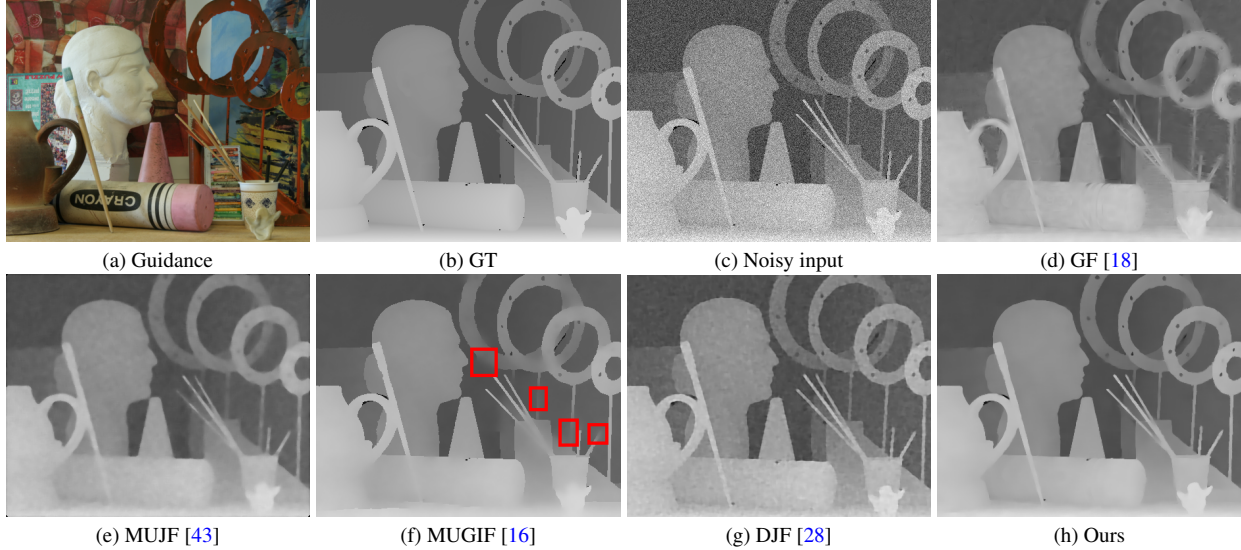 CRAYON
(a) Guidance
(b) GT
(c) Noisy input
(d) GF [18]
(e) MUJF [43]
(f) MUGIF [16]
(g) DJF [28]
(h) Ours